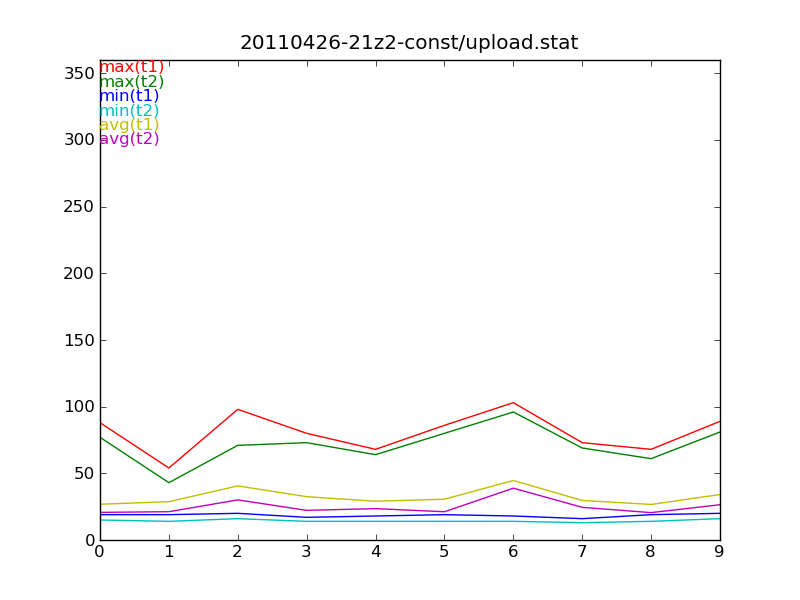 20110426-21z2-const/upload.stat
350
300
250
200
150
100
50
0
max(t1)
max(t2)
min(t1)
min(t2)
avg(t1)
avg(t2)
0 1 2 3 4 5 6 7 8 9